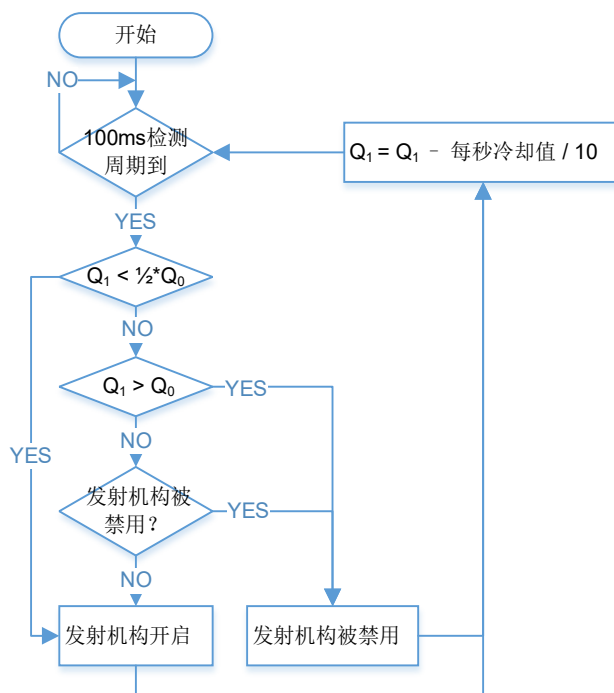 开始
NO
100ms检测
周期到
Q₁ = Q₁ – 每秒冷却值 / 10
YES
Q₁ < ½*Q₀
NO
Q₁ > Q₀
YES
NO
YES
发射机构被
禁用？
YES
NO
发射机构开启
发射机构被禁用